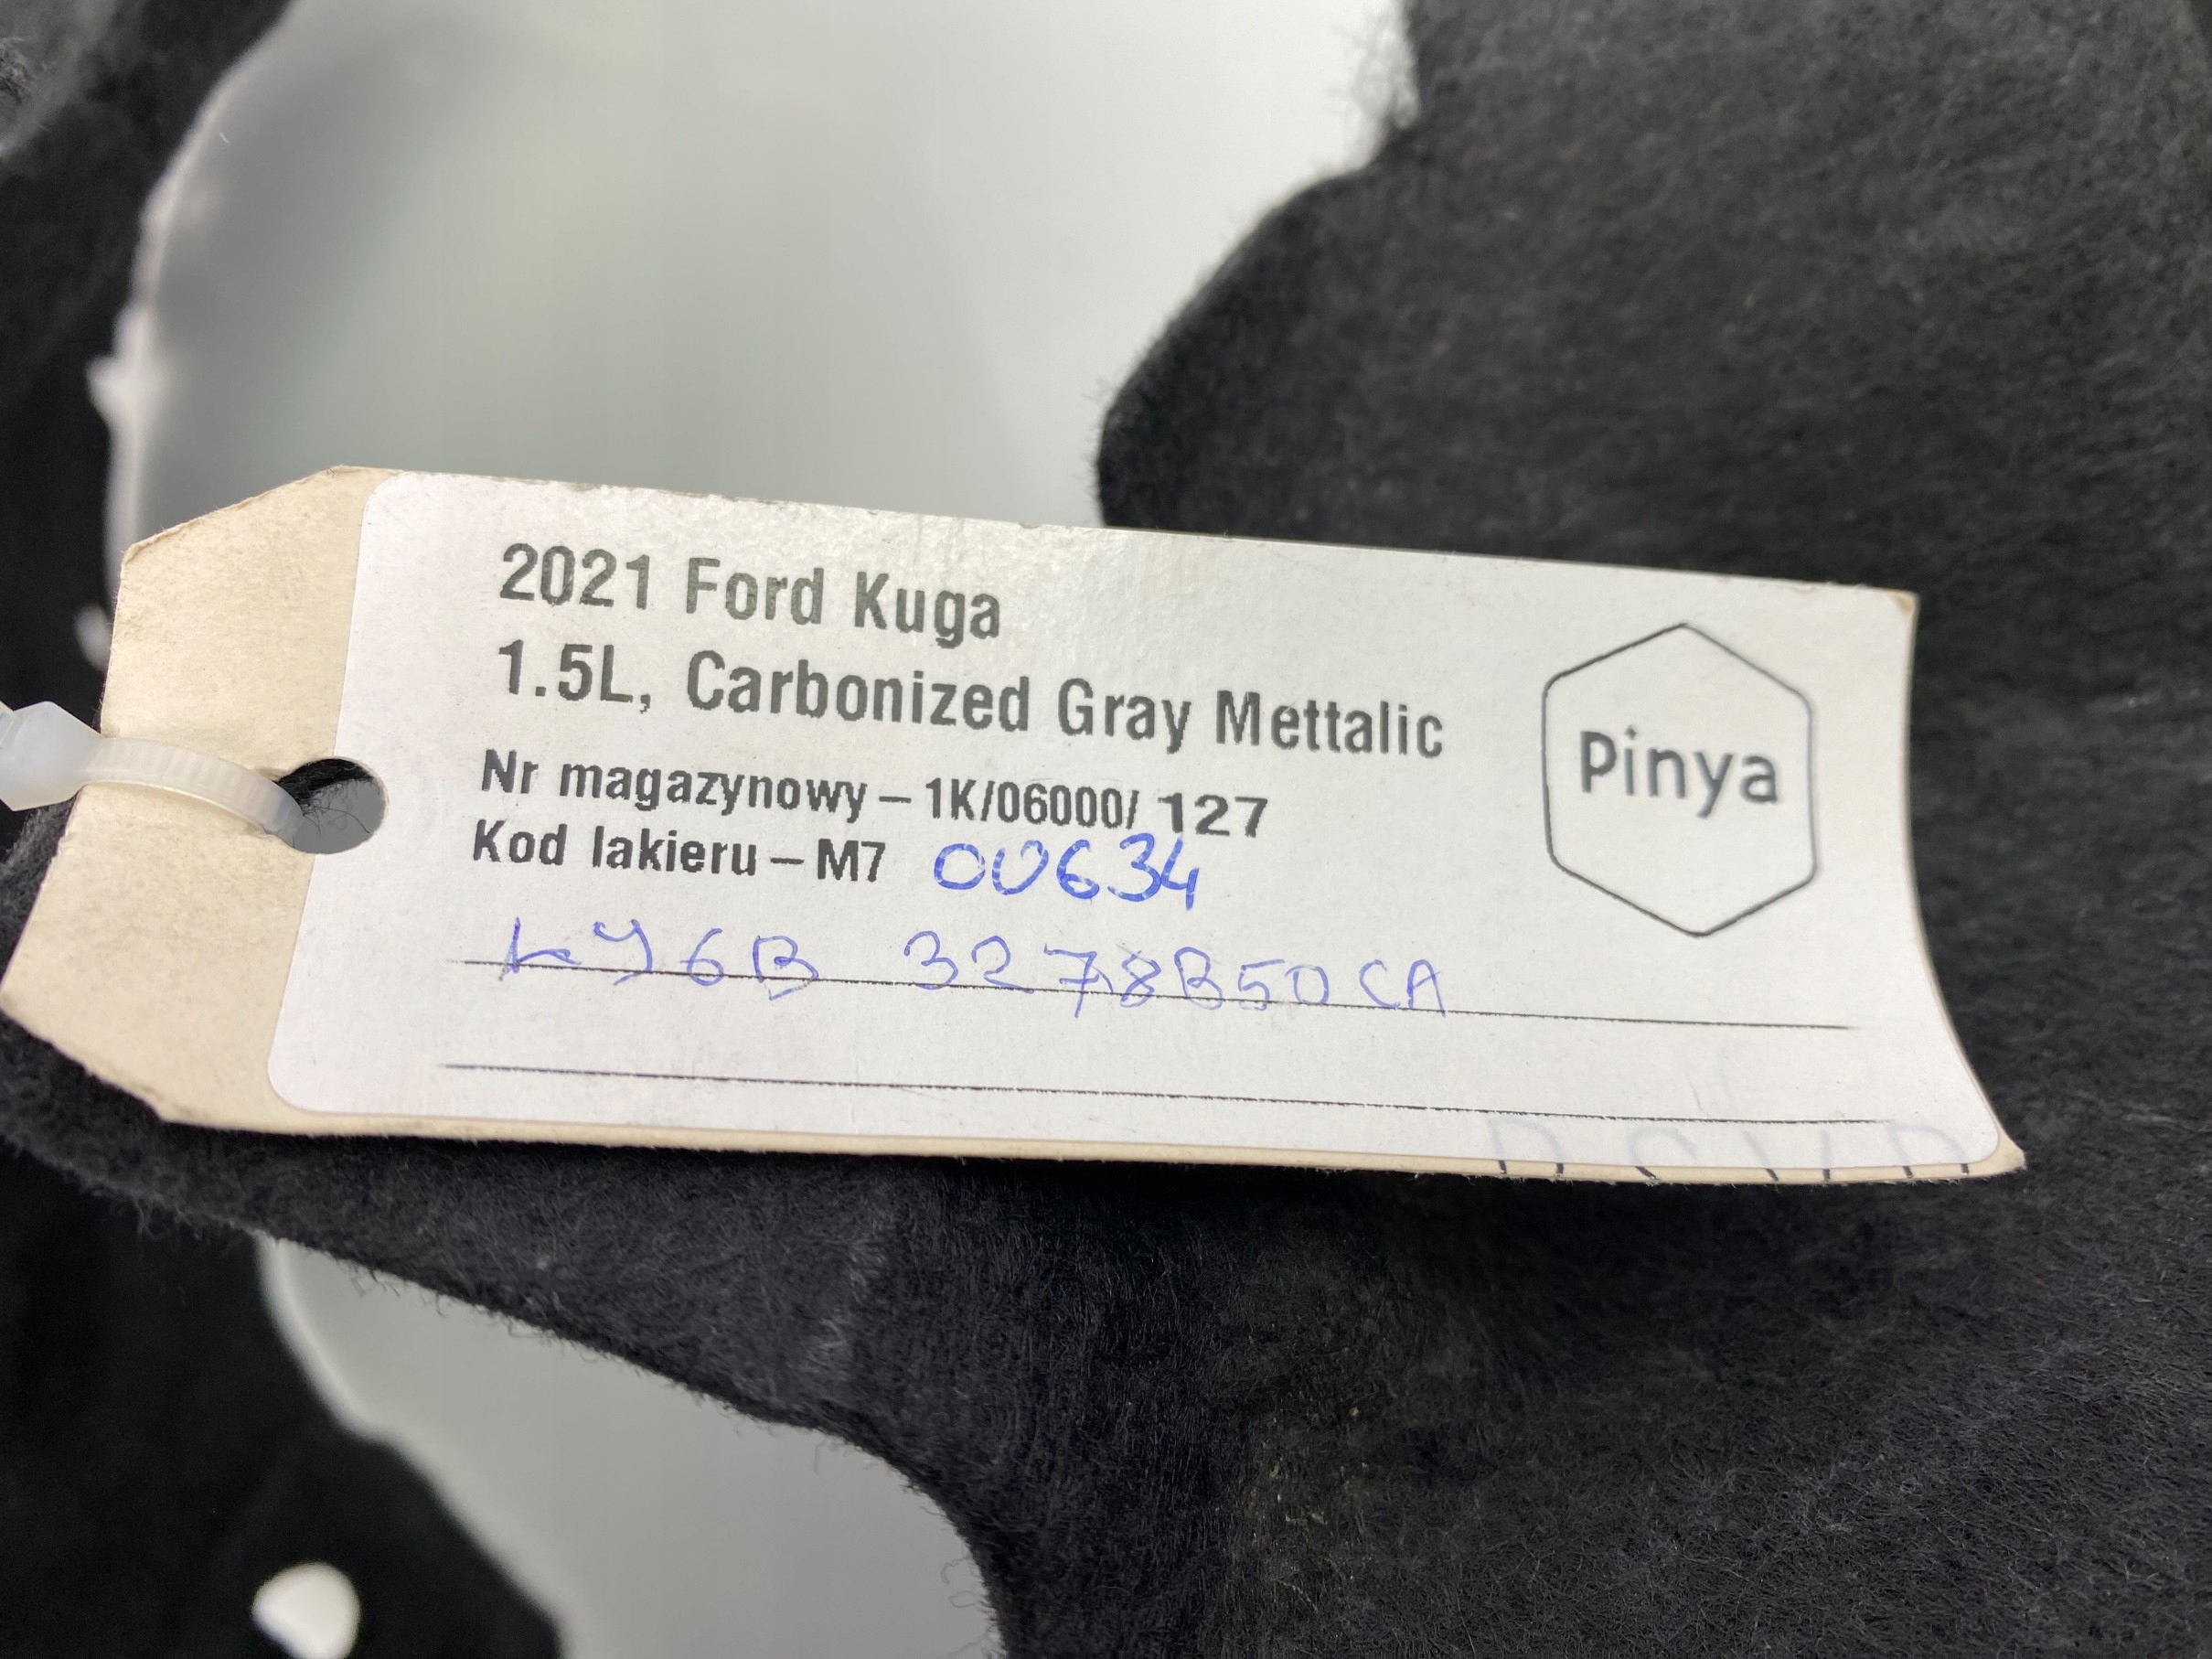 2021 Ford Kuga
1.5L, Carbonized Gray Mettalic
Nr magazynowy – 1K/06000/ 127
Kod lakieru – M7 00634
Pinya
LY6B 3278B50CA